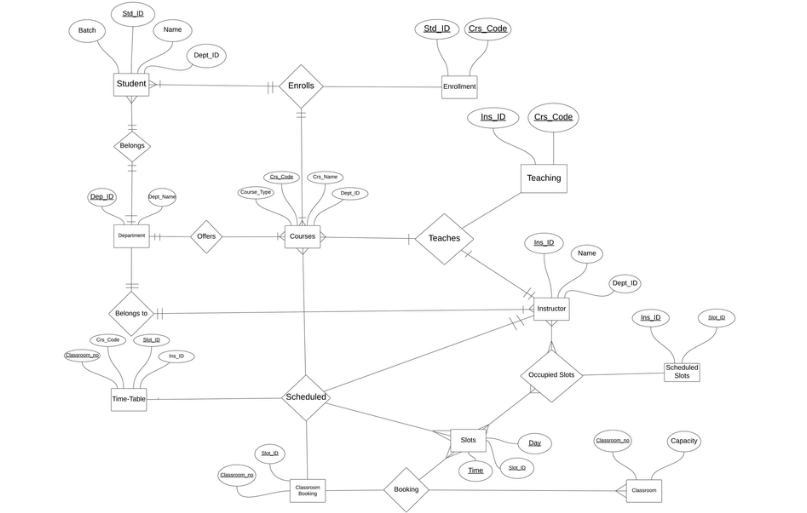 Std_ID
Batch
Name
Dept_ID
Student
Enrolls
Std_ID
Crs_Code
Enrollment
Ins_ID
Crs_Code
Teaching
Belongs
Dep_ID
Dept_Name
Department
Offers
Crs_Code
Crs_Name
Course_Type
Dept_ID
Courses
Teaches
Ins_ID
Name
Dept_ID
Instructor
Belongs to
Ins_ID
Slot_ID
Scheduled
Slots
Crs_Code
Slot_ID
Classroom_no
Ins_ID
Time-Table
Scheduled
Occupied Slots
Slots
Day
Time
Slot_ID
Slot_ID
Classroom_no
Classroom
Booking
Booking
Classroom_no
Capacity
Classroom